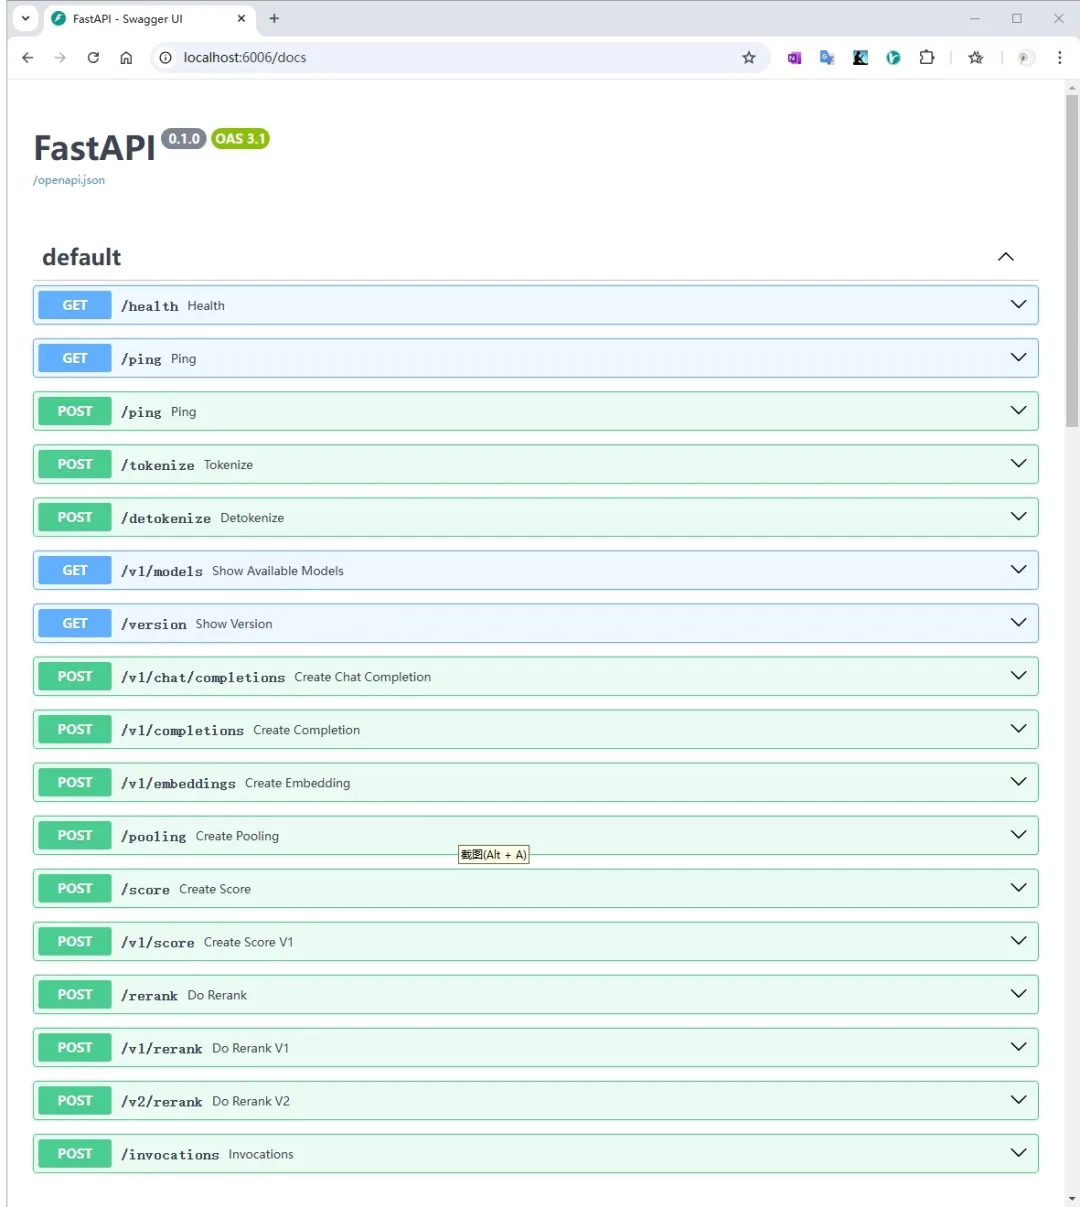 FastAPI - Swagger UI
localhost:6006/docs
FastAPI 0.1.0 OAS 3.1
/openapi.json
default
GET /health Health
GET /ping Ping
POST /ping Ping
POST /tokenize Tokenize
POST /detokenize Detokenize
GET /v1/models Show Available Models
GET /version Show Version
POST /v1/chat/completions Create Chat Completion
POST /v1/completions Create Completion
POST /v1/embeddings Create Embedding
POST /pooling Create Pooling
截图(Alt + A)
POST /score Create Score
POST /v1/score Create Score V1
POST /rerank Do Rerank
POST /v1/rerank Do Rerank V1
POST /v2/rerank Do Rerank V2
POST /invocations Invocations